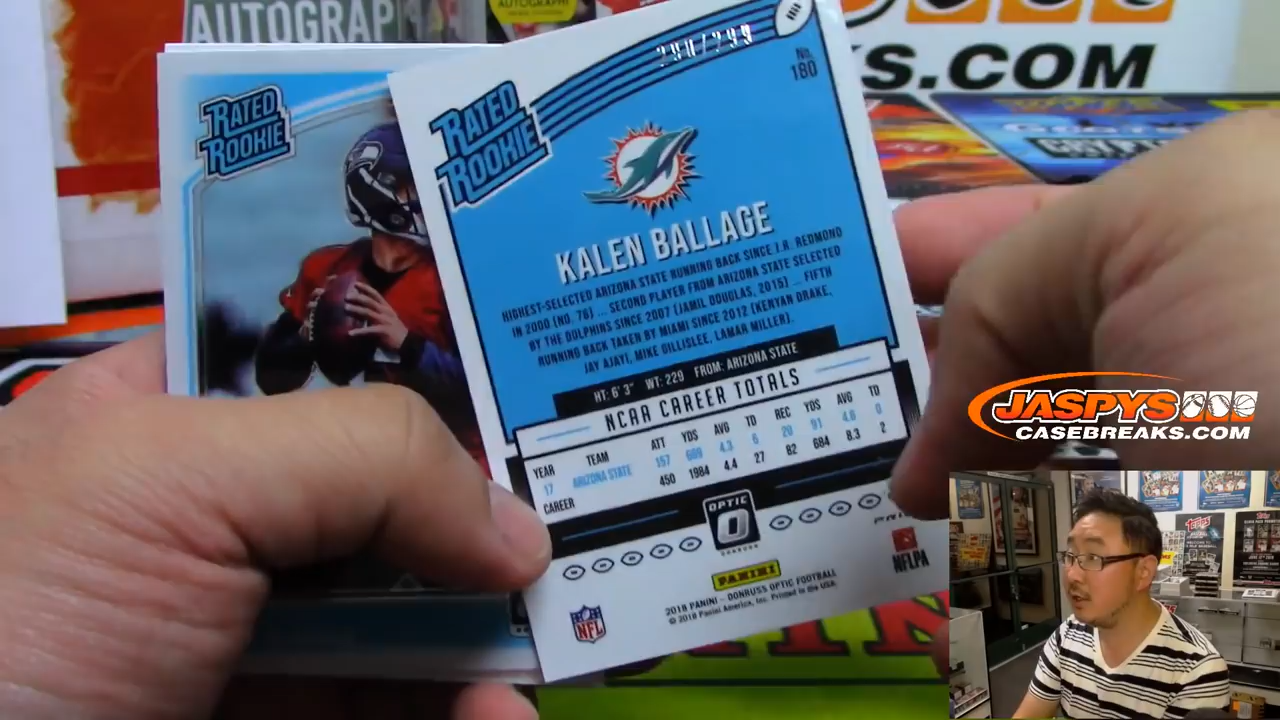 AUTOGRAPH
AUTOGRAPH
KS.COM
RATED
ROOKIE
RATED
ROOKIE
No.
180
KALEN BALLAGE
HIGHEST-SELECTED ARIZONA STATE RUNNING BACK SINCE J.R. REDMOND
IN 2000 (NO. 76) ... SECOND PLAYER FROM ARIZONA STATE SELECTED
BY THE DOLPHINS SINCE 2007 (JAMIL DOUGLAS, 2015) ... FIFTH
RUNNING BACK TAKEN BY MIAMI SINCE 2012 (KENYAN DRAKE,
JAY AJAYI, MIKE GILLISLEE, LAMAR MILLER).
HT: 6' 3" WT: 229 FROM: ARIZONA STATE
NCAA CAREER TOTALS
YEAR TEAM ATT YDS AVG TD REC YDS AVG TD
17 ARIZONA STATE 157 669 4.3 6 20 91 4.6 0
CAREER 450 1984 4.4 27 82 684 8.3 2
OPTIC
DONRUSS
PANINI
NFL
NFLPA
2018 PANINI – DONRUSS OPTIC FOOTBALL
© 2018 Panini America, Inc. Printed in the USA.
JASPYS
CASEBREAKS.COM
Topps